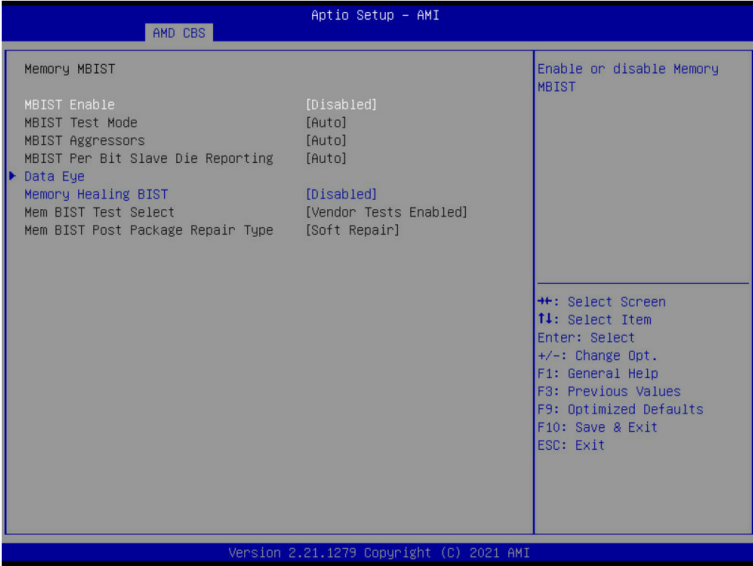 Aptio Setup – AMI
AMD CBS
Memory MBIST
MBIST Enable [Disabled]
MBIST Test Mode [Auto]
MBIST Aggressors [Auto]
MBIST Per Bit Slave Die Reporting [Auto]
Data Eye
Memory Healing BIST [Disabled]
Mem BIST Test Select [Vendor Tests Enabled]
Mem BIST Post Package Repair Type [Soft Repair]
Enable or disable Memory
MBIST
→←: Select Screen
↑↓: Select Item
Enter: Select
+/-: Change Opt.
F1: General Help
F3: Previous Values
F9: Optimized Defaults
F10: Save & Exit
ESC: Exit
Version 2.21.1279 Copyright (C) 2021 AMI